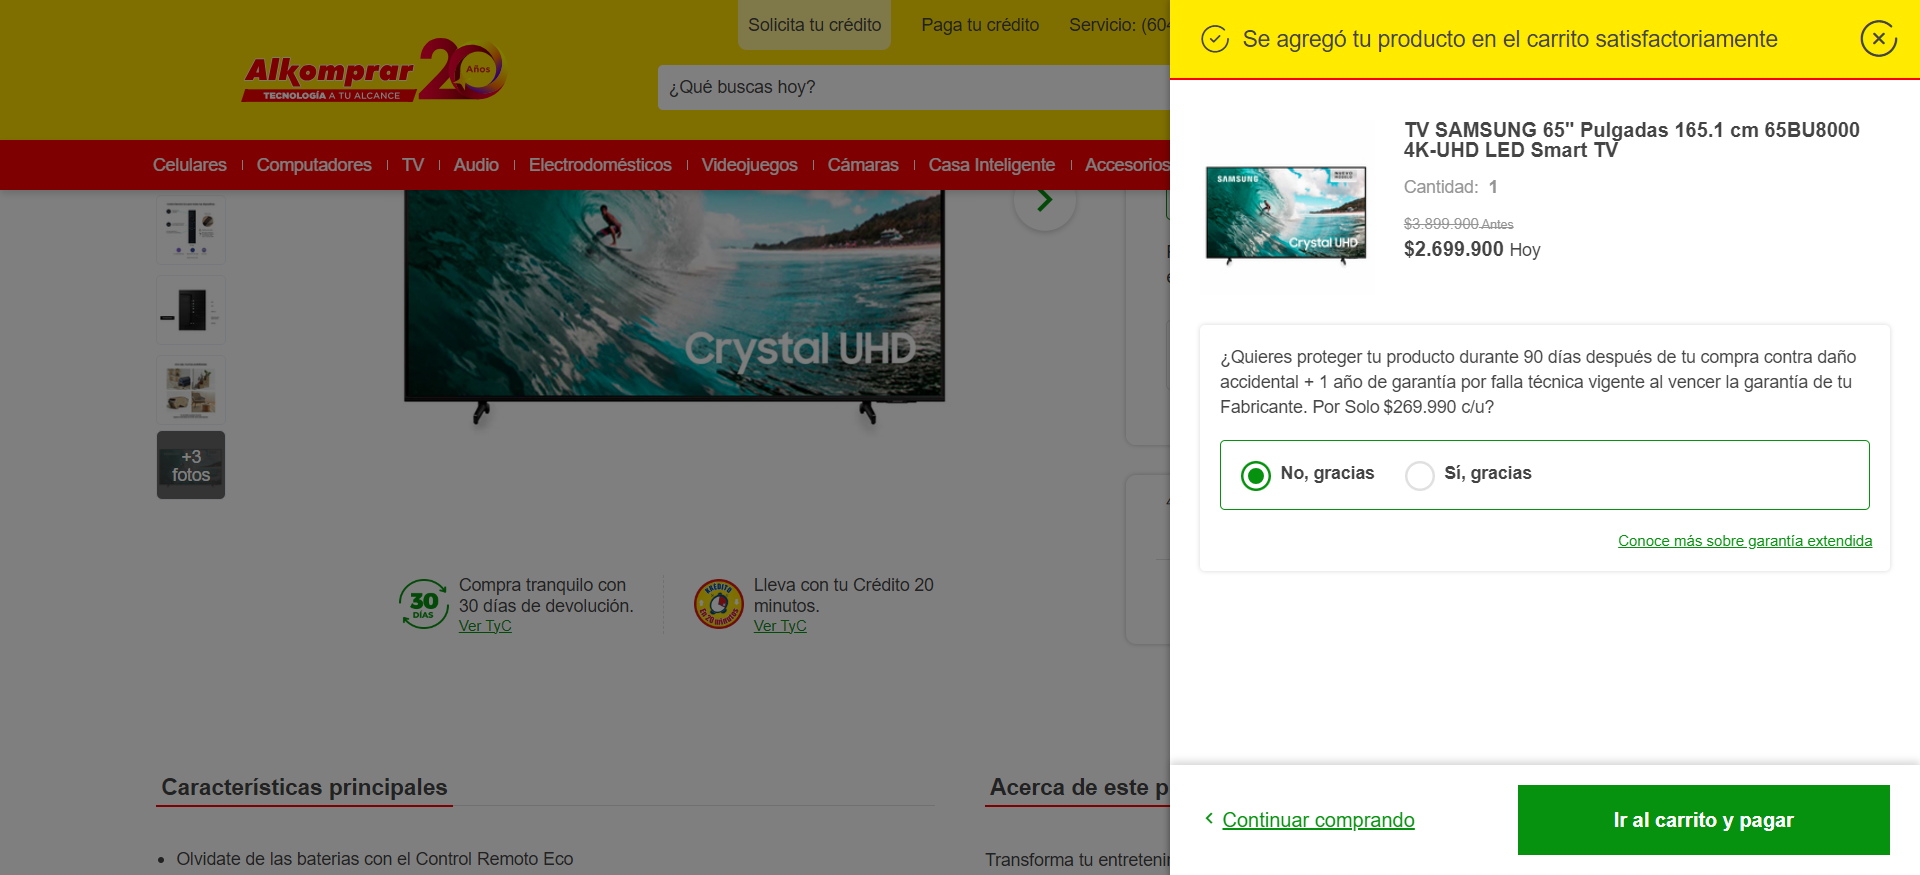 Solicita tu crédito
Paga tu crédito
Servicio: (604
Alkomprar 20 Años
TECNOLOGÍA A TU ALCANCE
¿Qué buscas hoy?
Celulares
Computadores
TV
Audio
Electrodomésticos
Videojuegos
Cámaras
Casa Inteligente
Accesorios
Crystal UHD
+3
fotos
30
DÍAS
Compra tranquilo con
30 días de devolución.
Ver TyC
KREDITO
En 20 minutos
Lleva con tu Crédito 20
minutos.
Ver TyC
Características principales
Acerca de este p
Olvidate de las baterias con el Control Remoto Eco
Transforma tu entreteni
Se agregó tu producto en el carrito satisfactoriamente
SAMSUNG
NUEVO
MODELO
Crystal UHD
TV SAMSUNG 65" Pulgadas 165.1 cm 65BU8000
4K-UHD LED Smart TV
Cantidad: 1
$3.899.900 Antes
$2.699.900 Hoy
¿Quieres proteger tu producto durante 90 días después de tu compra contra daño
accidental + 1 año de garantía por falla técnica vigente al vencer la garantía de tu
Fabricante. Por Solo $269.990 c/u?
No, gracias
Sí, gracias
Conoce más sobre garantía extendida
Continuar comprando
Ir al carrito y pagar